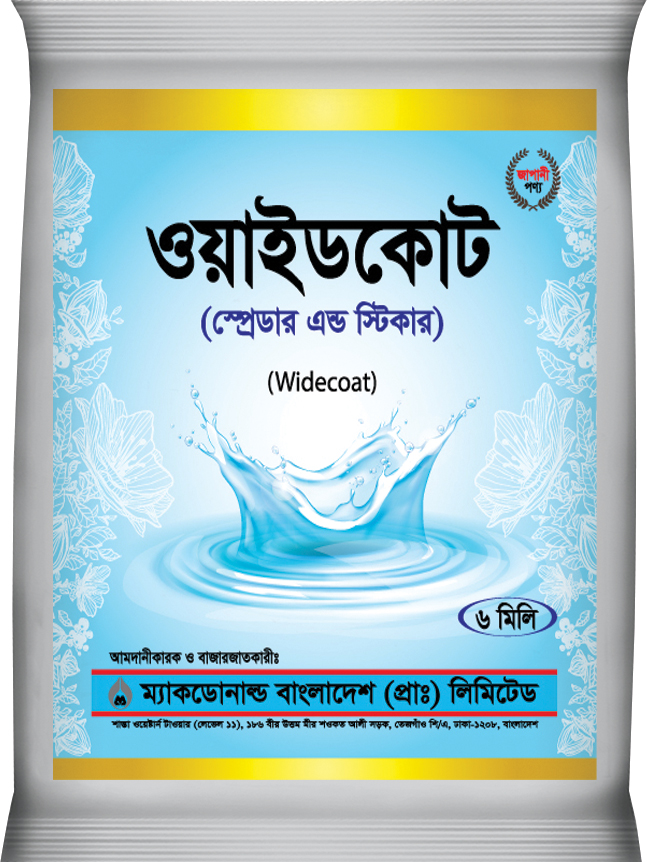 জাপানী
পণ্য
ওয়াইডকোট
(স্প্রেডার এন্ড স্টিকার)
(Widecoat)
৬ মিলি
আমদানীকারক ও বাজারজাতকারীঃ
ম্যাকডোনাল্ড বাংলাদেশ (প্রাঃ) লিমিটেড
শান্তা ওয়েষ্টার্ন টাওয়ার (লেভেল ১১), ১৮৬ বীর উত্তম মীর শওকত আলী সড়ক, তেজগাঁও শি/এ, ঢাকা-১২০৮, বাংলাদেশ